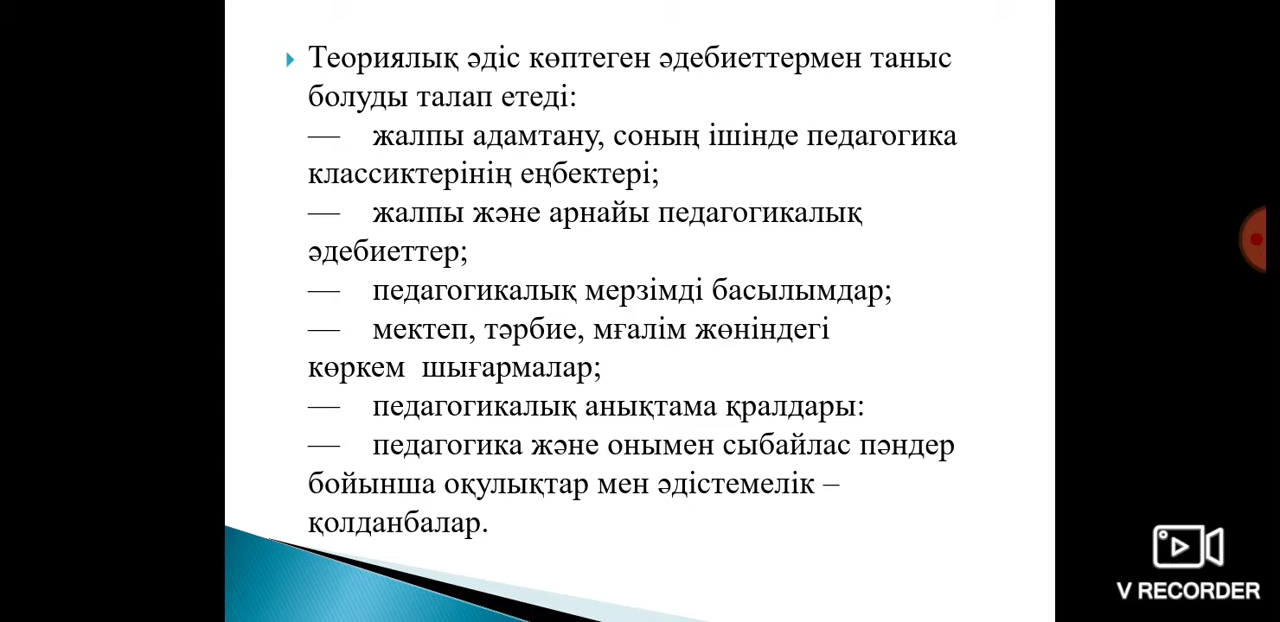 Теориялық әдіс көптеген әдебиеттермен таныс
болуды талап етеді:
— жалпы адамтану, соның ішінде педагогика
классиктерінің еңбектері;
— жалпы және арнайы педагогикалық
әдебиеттер;
— педагогикалық мерзімді басылымдар;
— мектеп, тәрбие, мғалім жөніндегі
көркем  шығармалар;
— педагогикалық анықтама қралдары:
— педагогика және онымен сыбайлас пәндер
бойынша оқулықтар мен әдістемелік –
қолданбалар.
V RECORDER